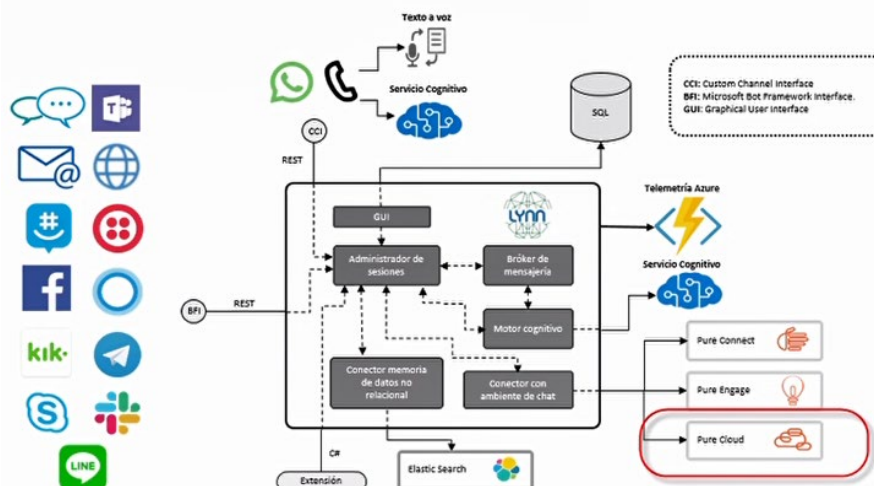 Texto a voz
Servicio Cognitivo
SQL
CCI: Custom Channel Interface
BFI: Microsoft Bot Framework Interface.
GUI: Graphical User Interface
CCI
REST
GUI
LYNN
Telemetría Azure
Administrador de
sesiones
Bróker de
mensajería
Servicio Cognitivo
BFI
REST
Motor cognitivo
Pure Connect
kik·
Conector memoria
de datos no
relacional
Conector con
ambiente de chat
Pure Engage
Pure Cloud
C#
LINE
Extensión
Elastic Search